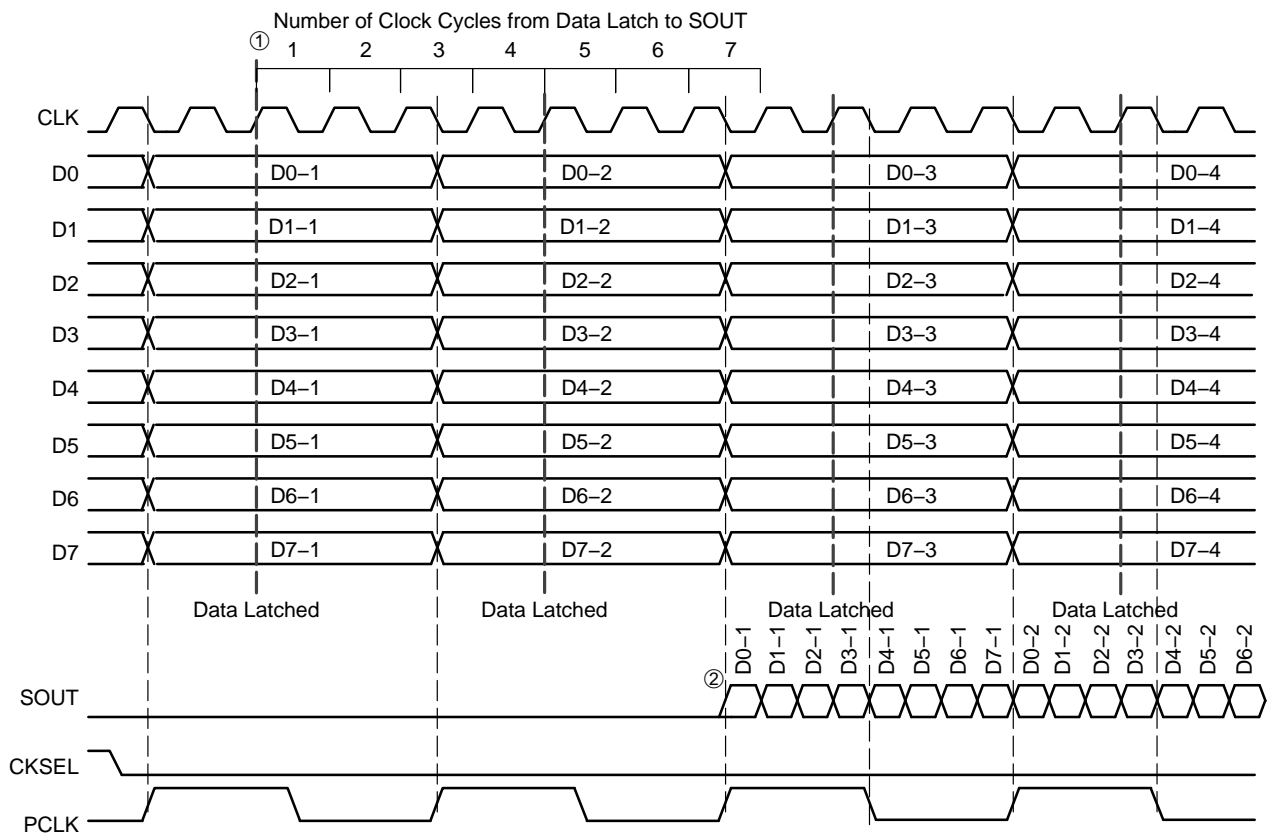 Number of Clock Cycles from Data Latch to SOUT
① 1 2 3 4 5 6 7
CLK
D0 D0–1 D0–2 D0–3 D0–4
D1 D1–1 D1–2 D1–3 D1–4
D2 D2–1 D2–2 D2–3 D2–4
D3 D3–1 D3–2 D3–3 D3–4
D4 D4–1 D4–2 D4–3 D4–4
D5 D5–1 D5–2 D5–3 D5–4
D6 D6–1 D6–2 D6–3 D6–4
D7 D7–1 D7–2 D7–3 D7–4
Data Latched Data Latched Data Latched Data Latched
D0–1 D1–1 D2–1 D3–1 D4–1 D5–1 D6–1 D7–1 D0–2 D1–2 D2–2 D3–2 D4–2 D5–2 D6–2
②
SOUT
CKSEL
PCLK